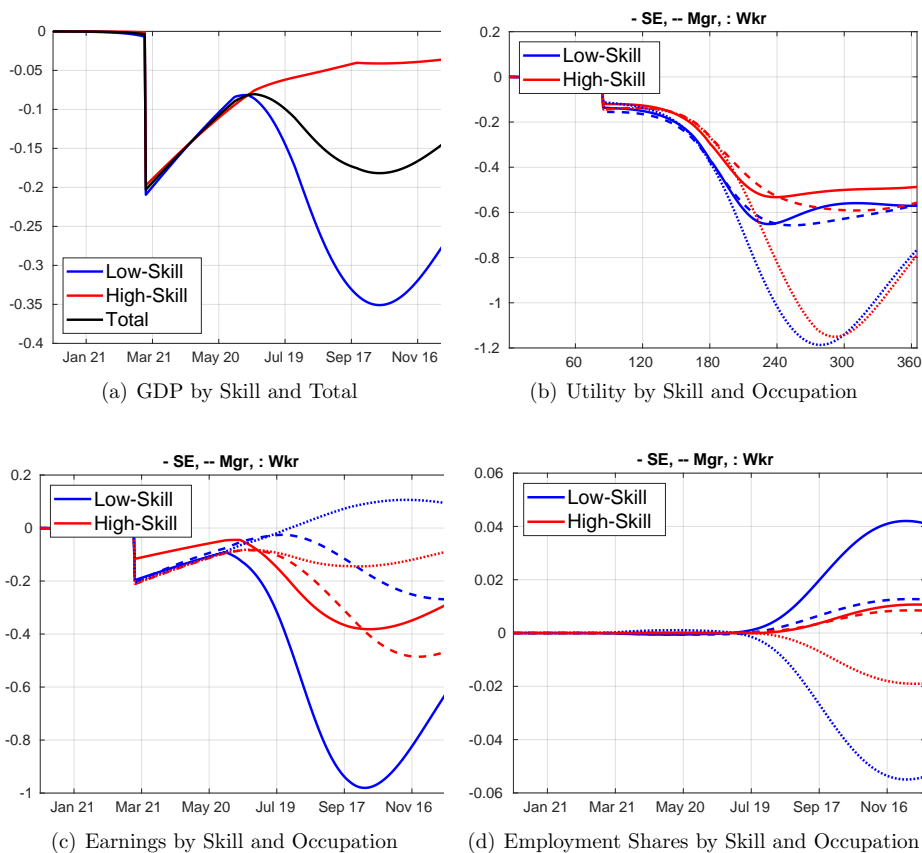 0
-0.05
-0.1
-0.15
-0.2
-0.25
-0.3
-0.35
-0.4
Low-Skill
High-Skill
Total
Jan 21 Mar 21 May 20 Jul 19 Sep 17 Nov 16
(a) GDP by Skill and Total
- SE, -- Mgr, : Wkr
0.2
0
-0.2
-0.4
-0.6
-0.8
-1
-1.2
Low-Skill
High-Skill
60 120 180 240 300 360
(b) Utility by Skill and Occupation
- SE, -- Mgr, : Wkr
0.2
0
-0.2
-0.4
-0.6
-0.8
-1
Low-Skill
High-Skill
Jan 21 Mar 21 May 20 Jul 19 Sep 17 Nov 16
(c) Earnings by Skill and Occupation
- SE, -- Mgr, : Wkr
0.06
0.04
0.02
0
-0.02
-0.04
-0.06
Low-Skill
High-Skill
Jan 21 Mar 21 May 20 Jul 19 Sep 17 Nov 16
(d) Employment Shares by Skill and Occupation